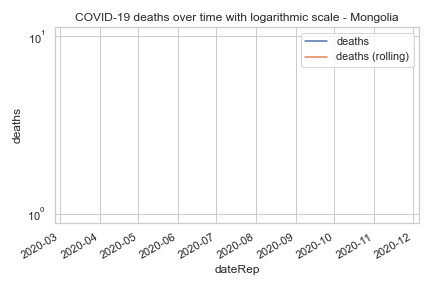 COVID-19 deaths over time with logarithmic scale - Mongolia
10¹
deaths
deaths (rolling)
deaths
10⁰
2020-03
2020-04
2020-05
2020-06
2020-07
2020-08
2020-09
2020-10
2020-11
2020-12
dateRep